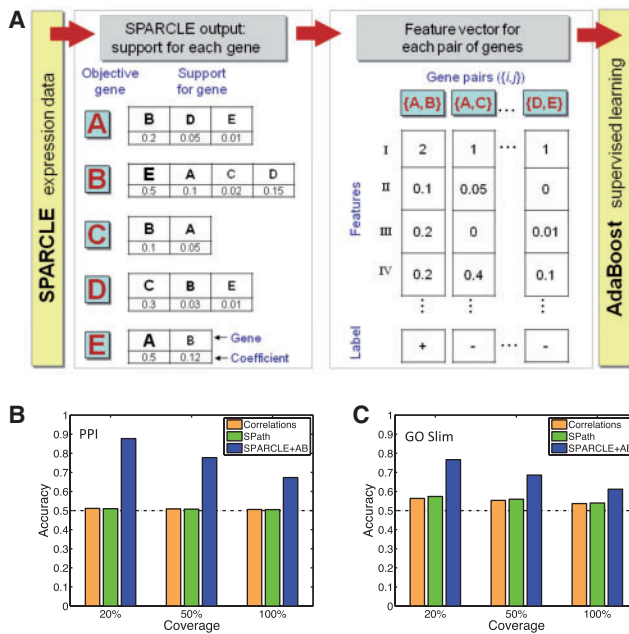 A
SPARCLE expression data
SPARCLE output:
support for each gene
Objective gene
Support for gene
A
B D E
0.2 0.05 0.01
B
E A C D
0.5 0.1 0.02 0.15
C
B A
0.1 0.05
D
C B E
0.3 0.03 0.01
E
A B
0.5 0.12
Gene
Coefficient
Feature vector for
each pair of genes
Gene pairs ({i,j})
{A,B} {A,C} ... {D,E}
Features
I 2 1 ... 1
II 0.1 0.05 0
III 0.2 0 0.01
IV 0.2 0.4 0.1
⋮ ⋮ ⋮ ⋮
Label + - ... -
AdaBoost supervised learning
B
PPI
Correlations
SPath
SPARCLE+AB
Accuracy
1
0.9
0.8
0.7
0.6
0.5
0.4
0.3
0.2
0.1
0
20% 50% 100%
Coverage
C
GO Slim
Correlations
SPath
SPARCLE+AB
Accuracy
1
0.9
0.8
0.7
0.6
0.5
0.4
0.3
0.2
0.1
0
20% 50% 100%
Coverage